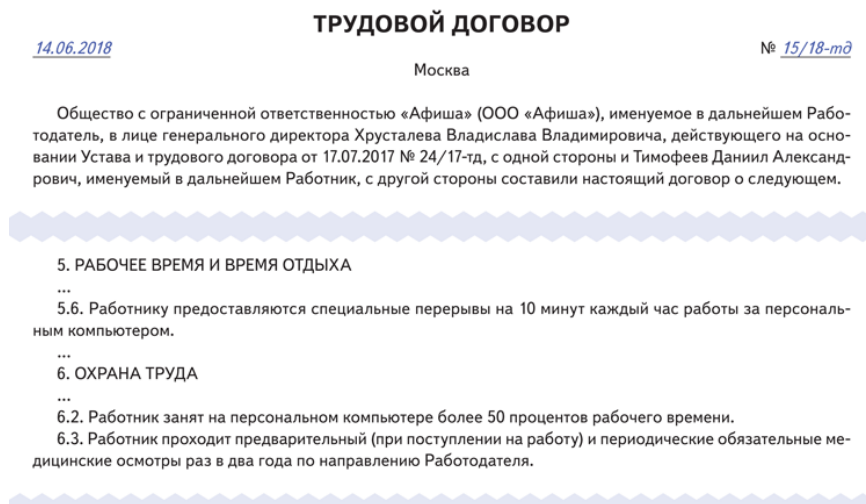 ТРУДОВОЙ ДОГОВОР
14.06.2018 № 15/18-тд
Москва
Общество с ограниченной ответственностью «Афиша» (ООО «Афиша»), именуемое в дальнейшем Рабо-
тодатель, в лице генерального директора Хрусталева Владислава Владимировича, действующего на осно-
вании Устава и трудового договора от 17.07.2017 № 24/17-тд, с одной стороны и Тимофеев Даниил Александ-
рович, именуемый в дальнейшем Работник, с другой стороны составили настоящий договор о следующем.
5. РАБОЧЕЕ ВРЕМЯ И ВРЕМЯ ОТДЫХА
...
5.6. Работнику предоставляются специальные перерывы на 10 минут каждый час работы за персональ-
ным компьютером.
...
6. ОХРАНА ТРУДА
...
6.2. Работник занят на персональном компьютере более 50 процентов рабочего времени.
6.3. Работник проходит предварительный (при поступлении на работу) и периодические обязательные ме-
дицинские осмотры раз в два года по направлению Работодателя.